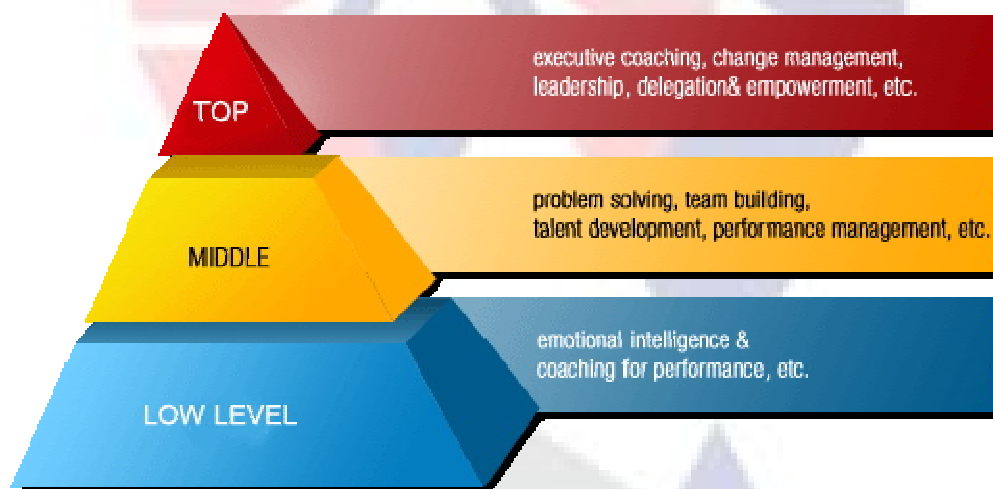 TOP
executive coaching, change management,
leadership, delegation& empowerment, etc.
MIDDLE
problem solving, team building,
talent development, performance management, etc.
LOW LEVEL
emotional intelligence &
coaching for performance, etc.